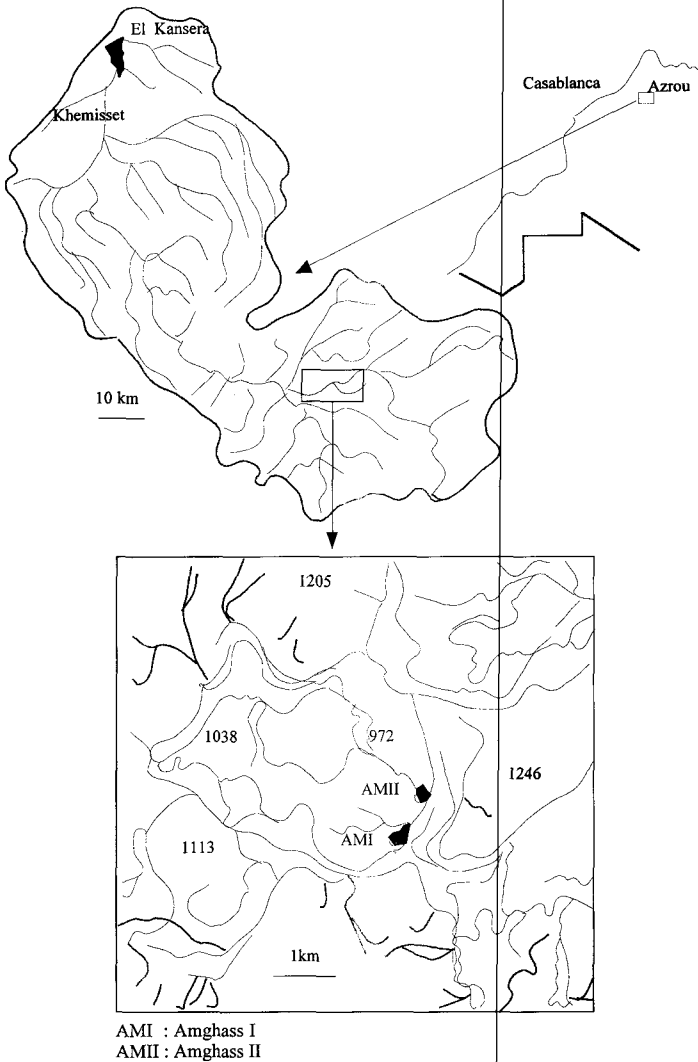 El Kansera
Casablanca
Azrou
Khemisset
10 km
1205
1038
972
1246
AMII
AMI
1113
1km
AMI : Amghass I
AMII : Amghass II